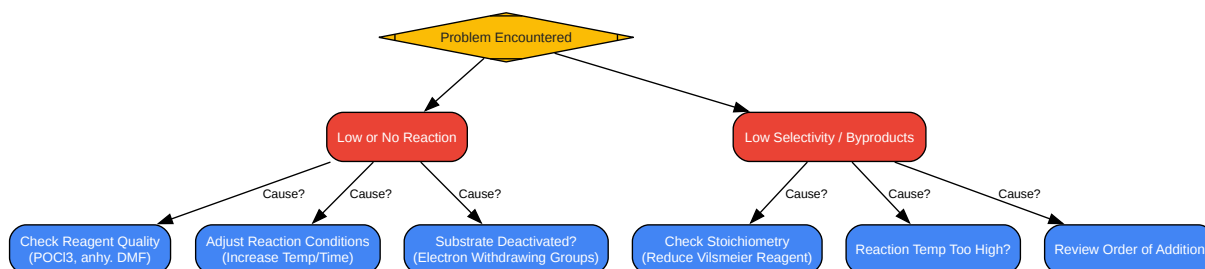 Problem Encountered
Low or No Reaction
Low Selectivity / Byproducts
Cause?
Cause?
Cause?
Cause?
Cause?
Cause?
Check Reagent Quality
(POCl3, anhy. DMF)
Adjust Reaction Conditions
(Increase Temp/Time)
Substrate Deactivated?
(Electron Withdrawing Groups)
Check Stoichiometry
(Reduce Vilsmeier Reagent)
Reaction Temp Too High?
Review Order of Addition